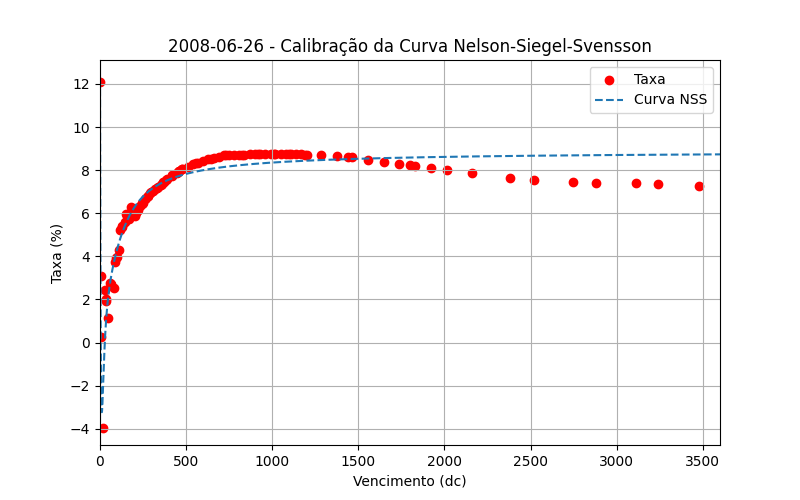 2008-06-26 - Calibração da Curva Nelson-Siegel-Svensson
Taxa
Curva NSS
Taxa (%)
12
10
8
6
4
2
0
−2
−4
0 500 1000 1500 2000 2500 3000 3500
Vencimento (dc)